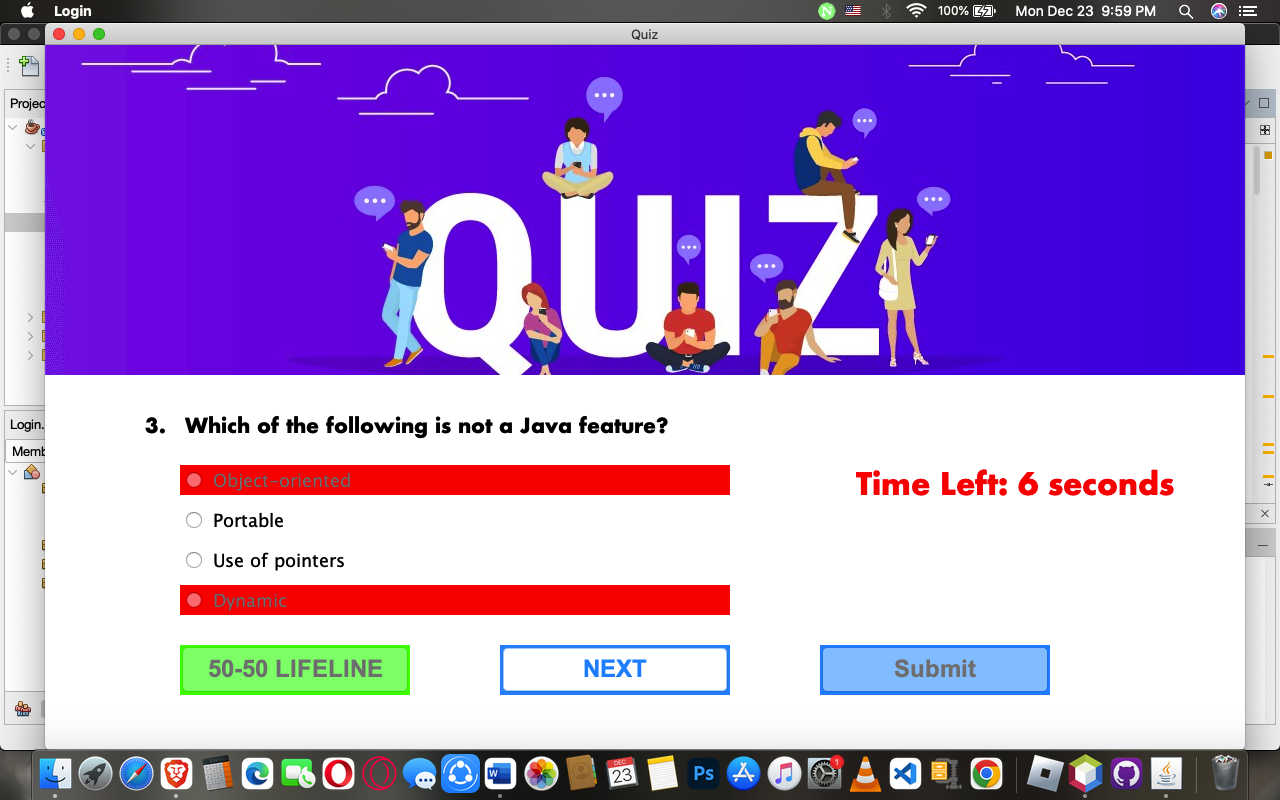 Login
100%
Mon Dec 23 9:59 PM
Quiz
Projec
QUIZ
3. Which of the following is not a Java feature?
Object-oriented
Time Left: 6 seconds
Portable
Login.
Memb
Use of pointers
Dynamic
50-50 LIFELINE
NEXT
Submit
DEC
23
W
Ps
1